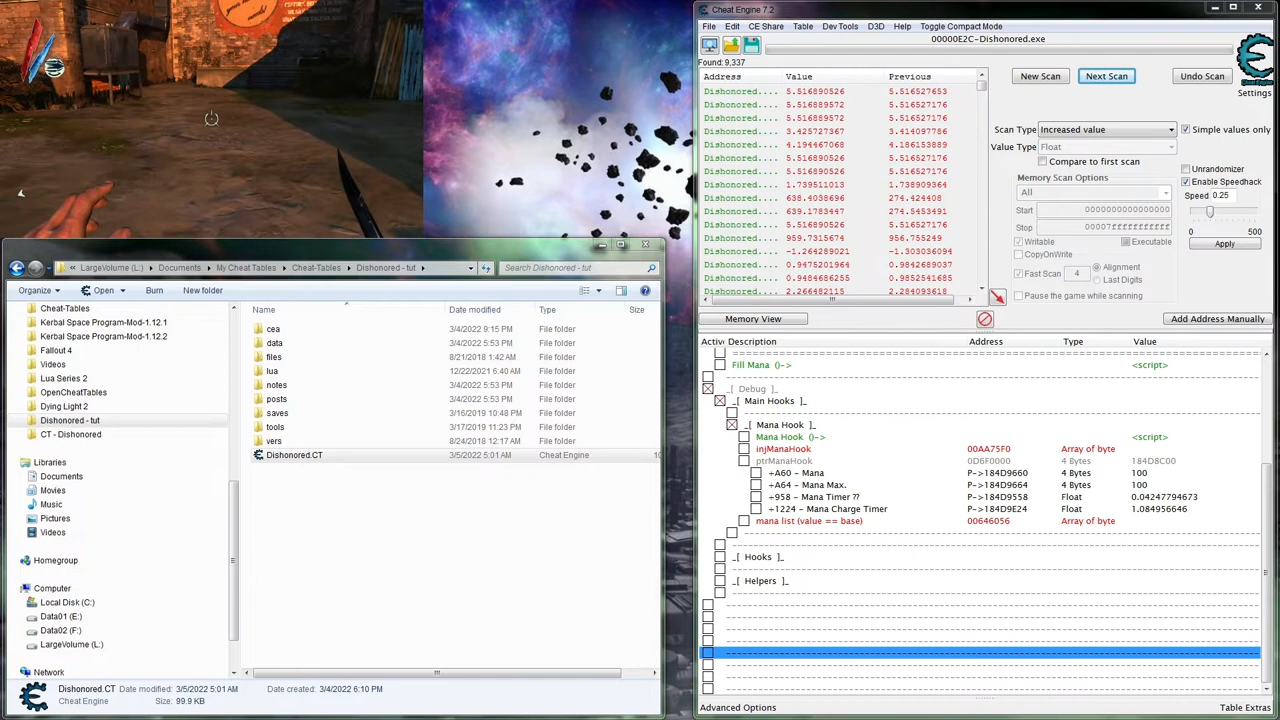 Cheat Engine 7.2
File Edit CE Share Table Dev Tools D3D Help Toggle Compact Mode
00000E2C-Dishonored.exe
Found: 9,337
Address Value Previous
Dishonored.... 5.516890526 5.516527653
Dishonored.... 5.516889572 5.516527176
Dishonored.... 5.516889572 5.516527176
Dishonored.... 3.425727367 3.414097786
Dishonored.... 4.194467068 4.186153889
Dishonored.... 5.516890526 5.516527176
Dishonored.... 5.516890526 5.516527176
Dishonored.... 1.739511013 1.738909364
Dishonored.... 638.4038696 274.424408
Dishonored.... 639.1783447 274.5453491
Dishonored.... 5.516890526 5.516527176
Dishonored.... 959.7315674 956.755249
Dishonored.... -1.264280094 -1.303036094
Dishonored.... 0.9475201964 0.9842689037
Dishonored.... 0.9484686255 0.9852541685
Dishonored.... 2.266482115 2.284093618
New Scan Next Scan Undo Scan
Settings
Scan Type Increased value Simple values only
Value Type Float
Compare to first scan
Memory Scan Options
All
Start 0000000000000000
Stop 00007fffffffffff
Writable Executable
CopyOnWrite
Fast Scan 4 Alignment
Last Digits
Pause the game while scanning
Unrandomizer
Enable Speedhack
Speed 0.25
0 500
Apply
Memory View Add Address Manually
Active Description Address Type Value
Fill Mana ()-> <script>
_[ Debug ]_
_[ Main Hooks ]_
_[ Mana Hook ]_
Mana Hook ()-> <script>
injManaHook 00AA75F0 Array of byte
ptrManaHook 0D6F0000 4 Bytes 184D8C00
+A60 - Mana P->184D9660 4 Bytes 100
+A64 - Mana Max. P->184D9664 4 Bytes 100
+958 - Mana Timer ?? P->184D9558 Float 0.04247794673
+1224 - Mana Charge Timer P->184D9E24 Float 1.084956646
mana list (value == base) 00646056 Array of byte
_[ Hooks ]_
_[ Helpers ]_
Advanced Options Table Extras
LargeVolume (L:) Documents My Cheat Tables Cheat-Tables Dishonored - tut
Search Dishonored - tut
Organize Open Burn New folder
Cheat-Tables
Kerbal Space Program-Mod-1.12.1
Kerbal Space Program-Mod-1.12.2
Fallout 4
Videos
Lua Series 2
OpenCheatTables
Dying Light 2
Dishonored - tut
CT - Dishonored
Libraries
Documents
Movies
Music
Pictures
Videos
Homegroup
Computer
Local Disk (C:)
Data01 (E:)
Data02 (F:)
LargeVolume (L:)
Network
Name Date modified Type Size
cea 3/4/2022 9:15 PM File folder
data 3/4/2022 5:53 PM File folder
files 8/21/2018 1:42 AM File folder
lua 12/22/2021 6:40 AM File folder
notes 3/4/2022 5:53 PM File folder
posts 3/4/2022 5:53 PM File folder
saves 3/16/2019 10:48 PM File folder
tools 3/17/2019 11:23 PM File folder
vers 8/24/2018 12:17 AM File folder
Dishonored.CT 3/5/2022 5:01 AM Cheat Engine 10
Dishonored.CT Date modified: 3/5/2022 5:01 AM Date created: 3/4/2022 6:10 PM
Cheat Engine Size: 99.9 KB